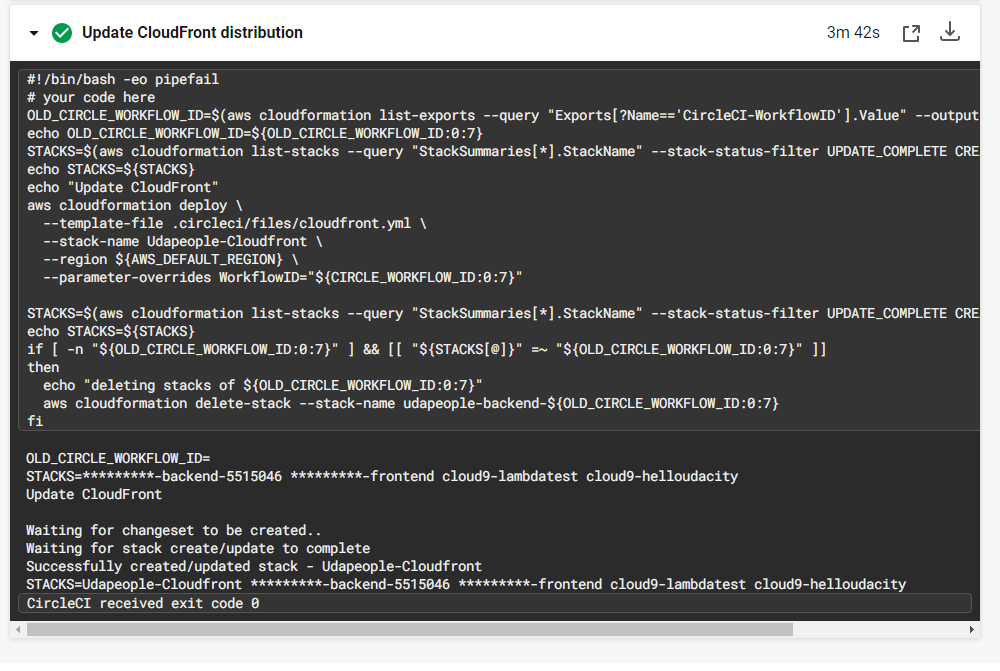 Update CloudFront distribution
3m 42s
#!/bin/bash -eo pipefail
# your code here
OLD_CIRCLE_WORKFLOW_ID=$(aws cloudformation list-exports --query "Exports[?Name=='CircleCI-WorkflowID'].Value" --output
echo OLD_CIRCLE_WORKFLOW_ID=${OLD_CIRCLE_WORKFLOW_ID:0:7}
STACKS=$(aws cloudformation list-stacks --query "StackSummaries[*].StackName" --stack-status-filter UPDATE_COMPLETE CRE
echo STACKS=${STACKS}
echo "Update CloudFront"
aws cloudformation deploy \
--template-file .circleci/files/cloudfront.yml \
--stack-name Udapeople-Cloudfront \
--region ${AWS_DEFAULT_REGION} \
--parameter-overrides WorkflowID="${CIRCLE_WORKFLOW_ID:0:7}"
STACKS=$(aws cloudformation list-stacks --query "StackSummaries[*].StackName" --stack-status-filter UPDATE_COMPLETE CRE
echo STACKS=${STACKS}
if [ -n "${OLD_CIRCLE_WORKFLOW_ID:0:7}" ] && [[ "${STACKS[@]}" =~ "${OLD_CIRCLE_WORKFLOW_ID:0:7}" ]]
then
echo "deleting stacks of ${OLD_CIRCLE_WORKFLOW_ID:0:7}"
aws cloudformation delete-stack --stack-name udapeople-backend-${OLD_CIRCLE_WORKFLOW_ID:0:7}
fi
OLD_CIRCLE_WORKFLOW_ID=
STACKS=*********-backend-5515046 *********-frontend cloud9-lambdatest cloud9-helloudacity
Update CloudFront
Waiting for changeset to be created..
Waiting for stack create/update to complete
Successfully created/updated stack - Udapeople-Cloudfront
STACKS=Udapeople-Cloudfront *********-backend-5515046 *********-frontend cloud9-lambdatest cloud9-helloudacity
CircleCI received exit code 0